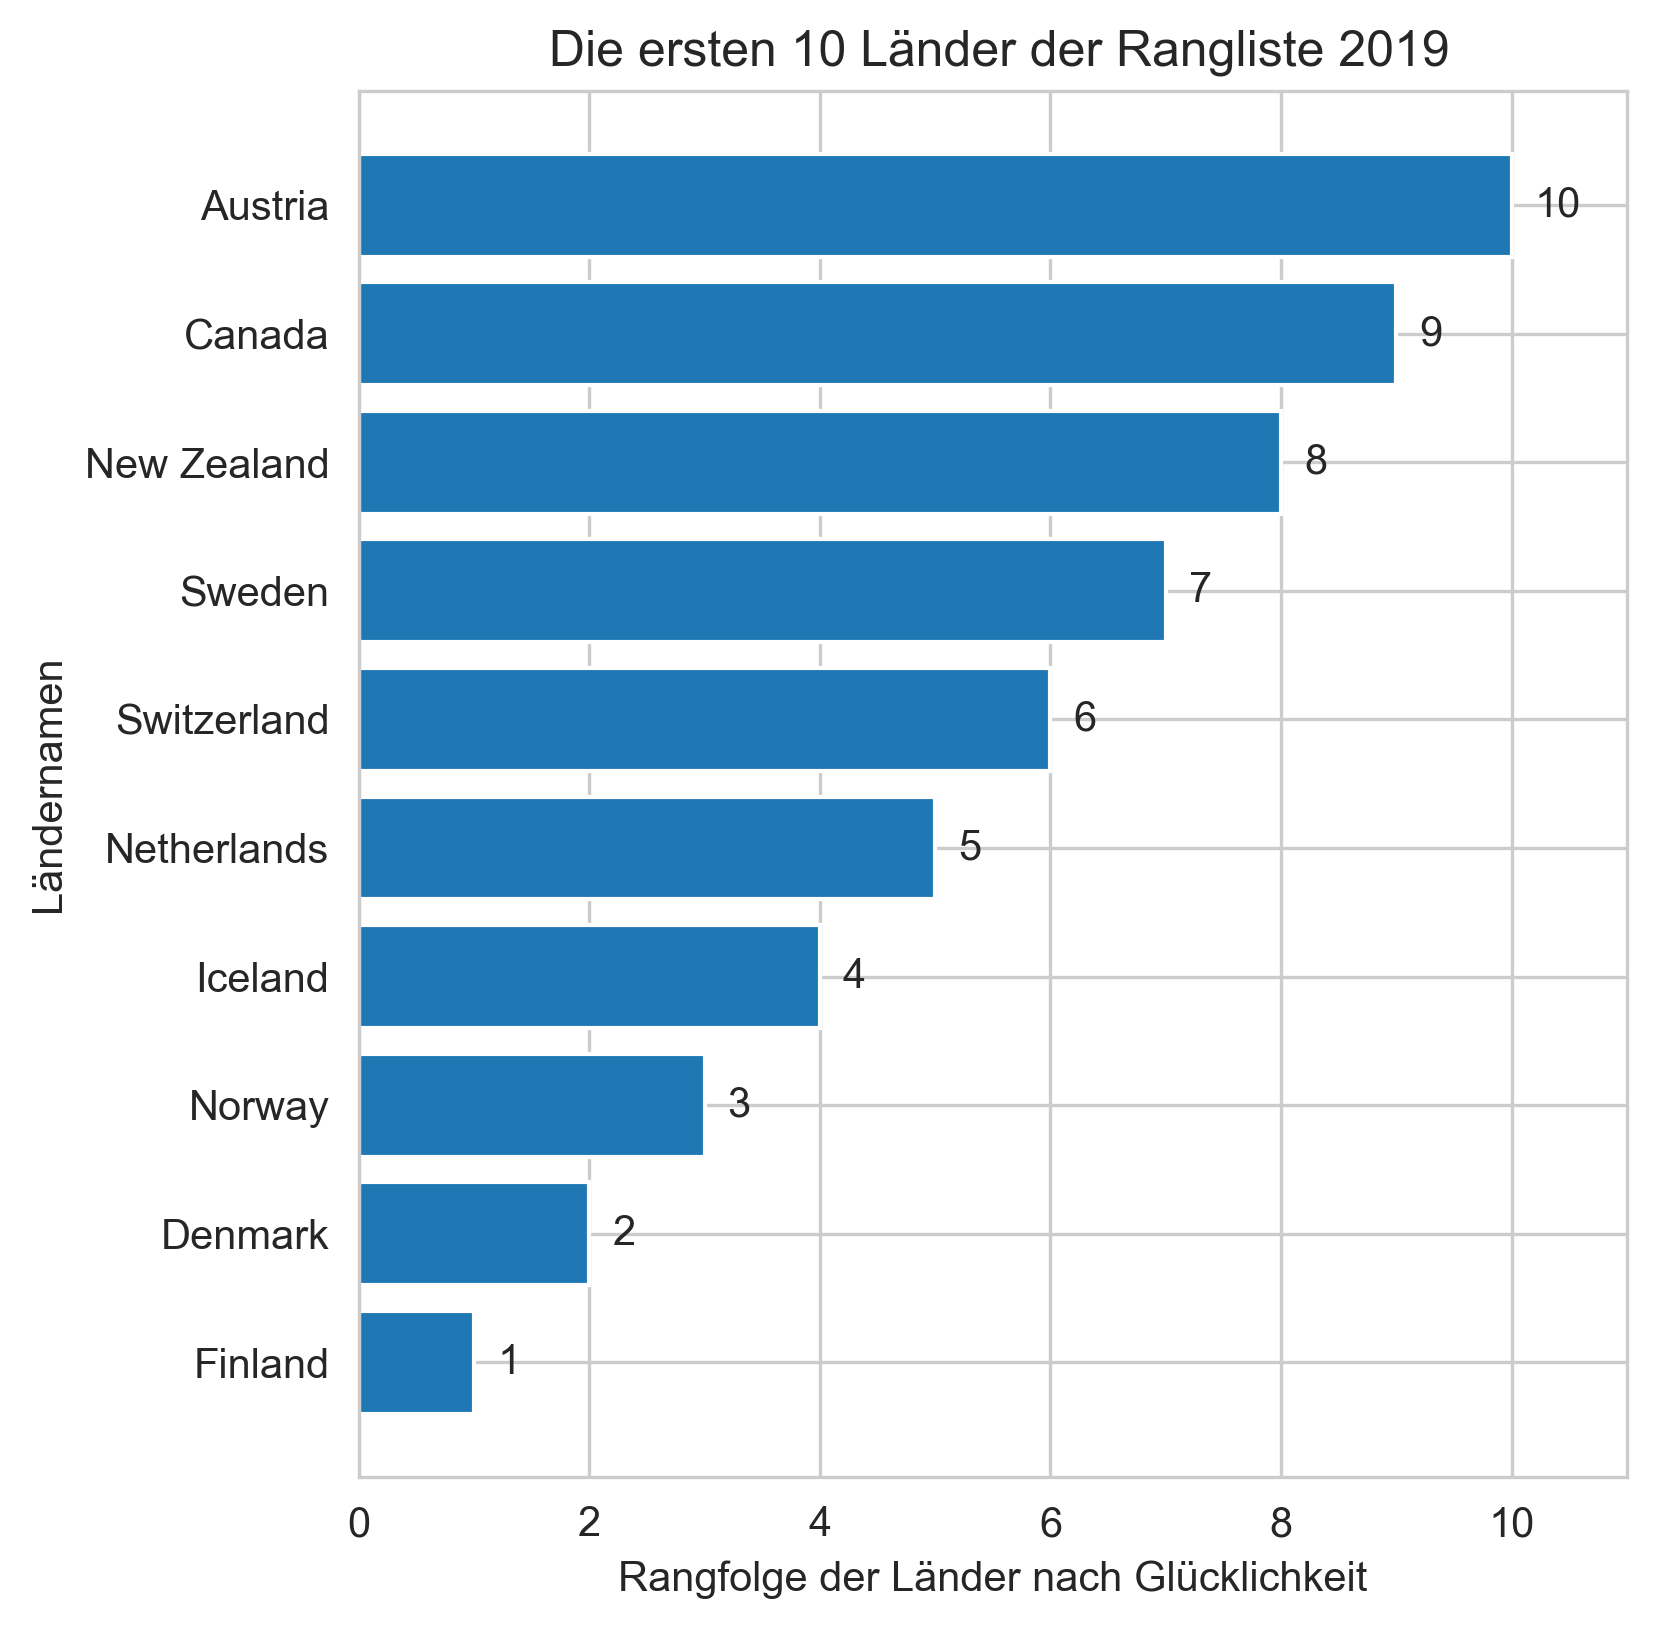 Die ersten 10 Länder der Rangliste 2019
Ländernamen
Austria 10
Canada 9
New Zealand 8
Sweden 7
Switzerland 6
Netherlands 5
Iceland 4
Norway 3
Denmark 2
Finland 1
0 2 4 6 8 10
Rangfolge der Länder nach Glücklichkeit